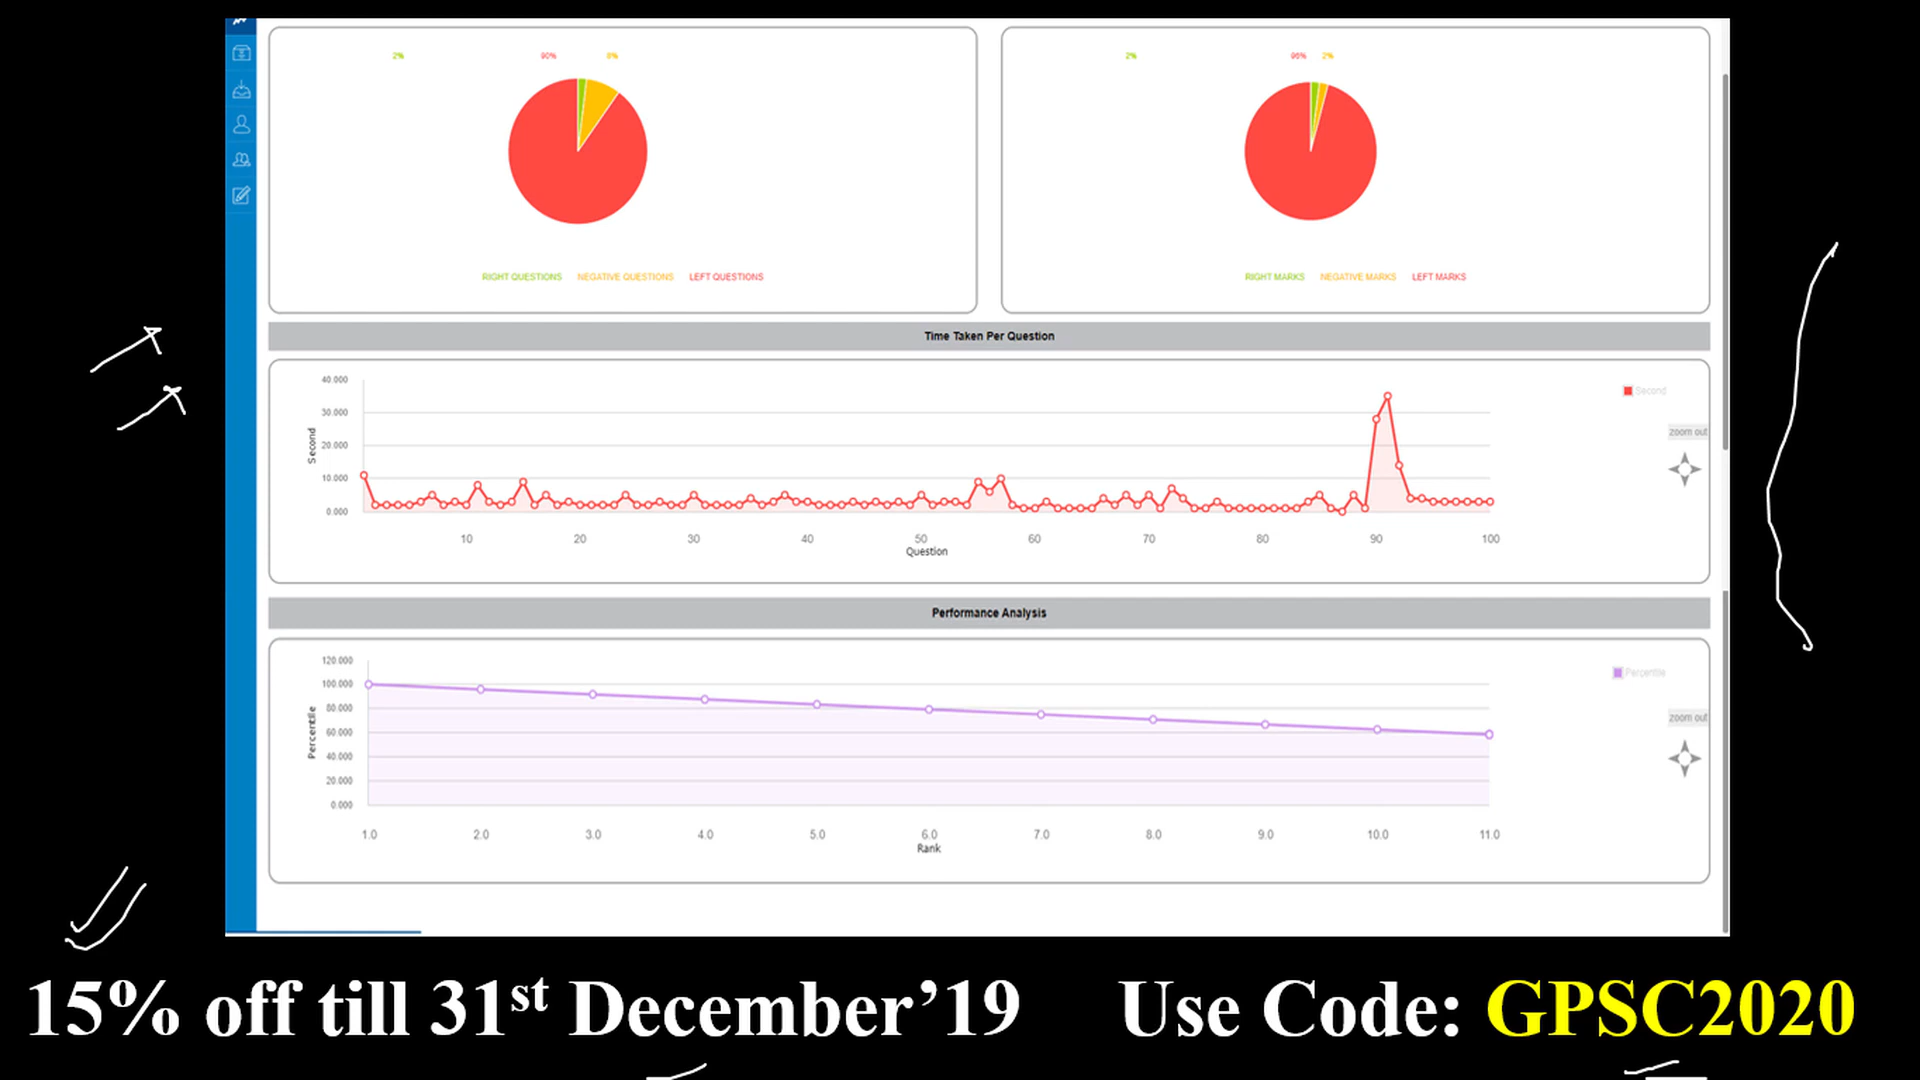 2% 90% 8%
2% 96% 2%
RIGHT QUESTIONS NEGATIVE QUESTIONS LEFT QUESTIONS
RIGHT MARKS NEGATIVE MARKS LEFT MARKS
Time Taken Per Question
40.000
30.000
20.000
10.000
0.000
Second
Second
zoom out
10 20 30 40 50 60 70 80 90 100
Question
Performance Analysis
120.000
100.000
80.000
60.000
40.000
20.000
0.000
Percentile
Percentile
zoom out
1.0 2.0 3.0 4.0 5.0 6.0 7.0 8.0 9.0 10.0 11.0
Rank
15% off till 31st December’19 Use Code: GPSC2020